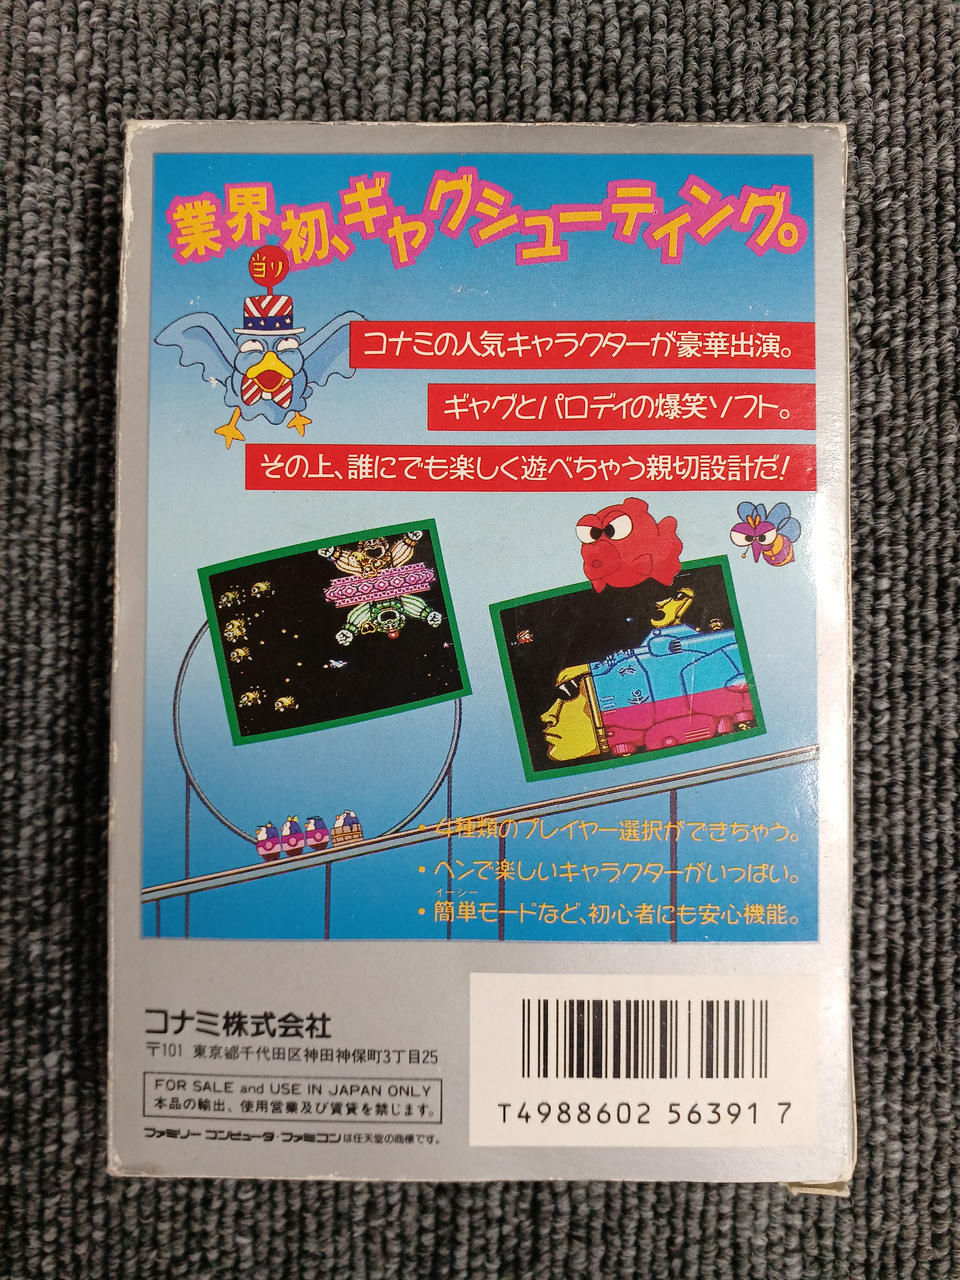 業界初、ギャグシューティング。
ヨリ
コナミの人気キャラクターが豪華出演。
ギャグとパロディの爆笑ソフト。
その上、誰にでも楽しく遊べちゃう親切設計だ!
・4種類のプレイヤー選択ができちゃう。
・ヘンで楽しいキャラクターがいっぱい。
イージー
・簡単モードなど、初心者にも安心機能。
コナミ株式会社
〒101 東京都千代田区神田神保町3丁目25
FOR SALE and USE IN JAPAN ONLY
本品の輸出、使用営業及び賃貸を禁じます。
ファミリーコンピュータ・ファミコンは任天堂の商標です。
T4988602 56391 7